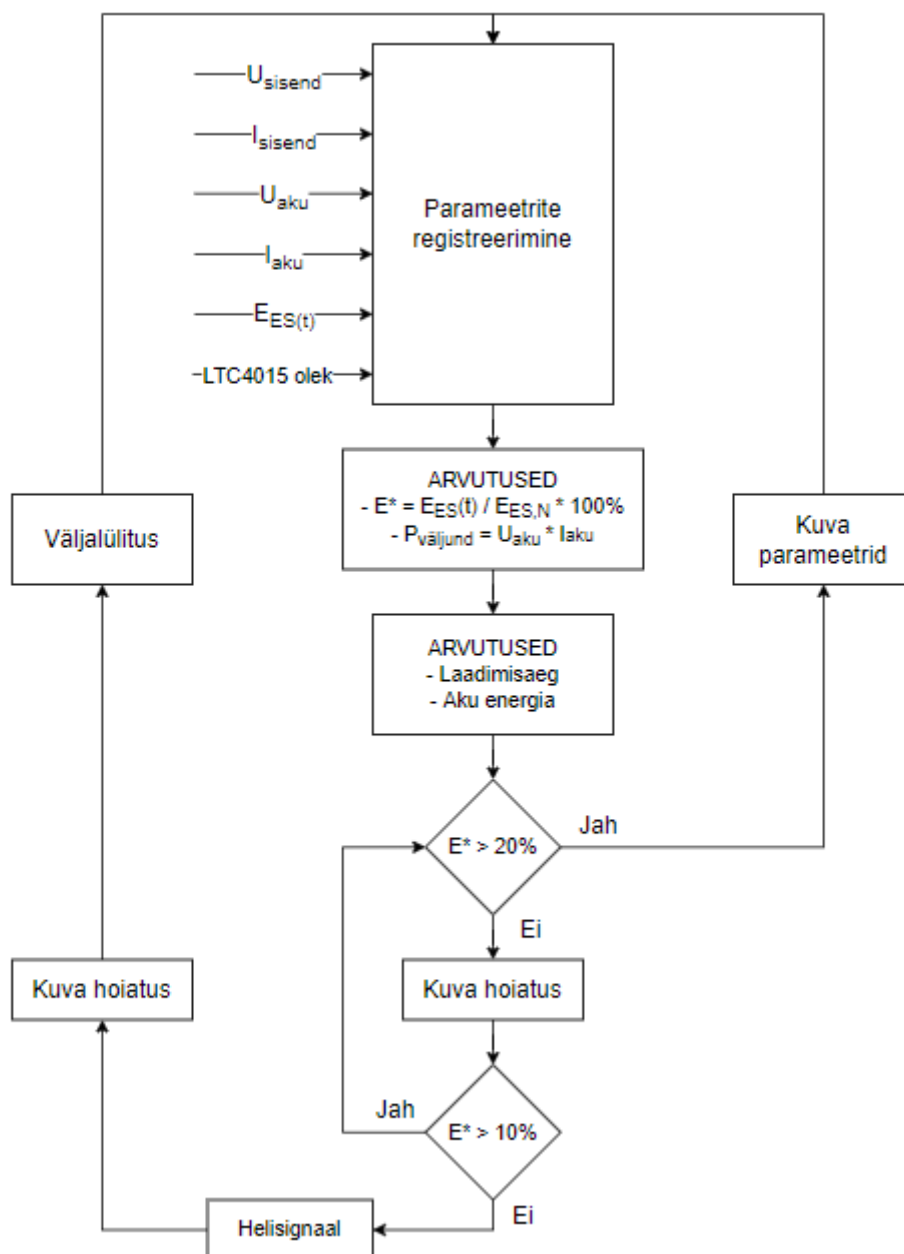 U_sisend
I_sisend
U_aku
I_aku
E_ES(t)
LTC4015 olek
Parameetrite
registreerimine
ARVUTUSED
- E* = E_ES(t) / E_ES,N * 100%
- P_väljund = U_aku * I_aku
Väljalülitus
Kuva
parameetrid
ARVUTUSED
- Laadimisaeg
- Aku energia
E* > 20%
Jah
Ei
Kuva hoiatus
Kuva hoiatus
Jah
E* > 10%
Ei
Helisignaal